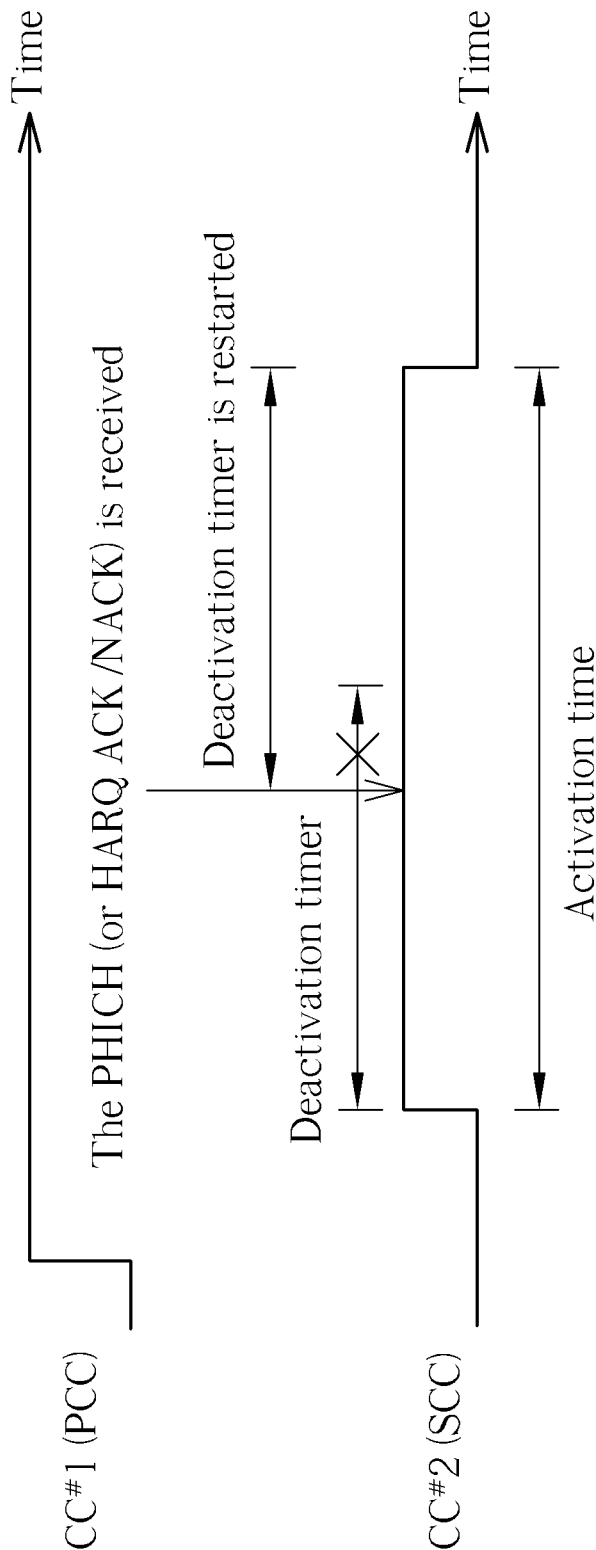 CC#1 (PCC)
Time
The PHICH (or HARQ ACK/NACK) is received
Deactivation timer is restarted
Deactivation timer
CC#2 (SCC)
Time
Activation time